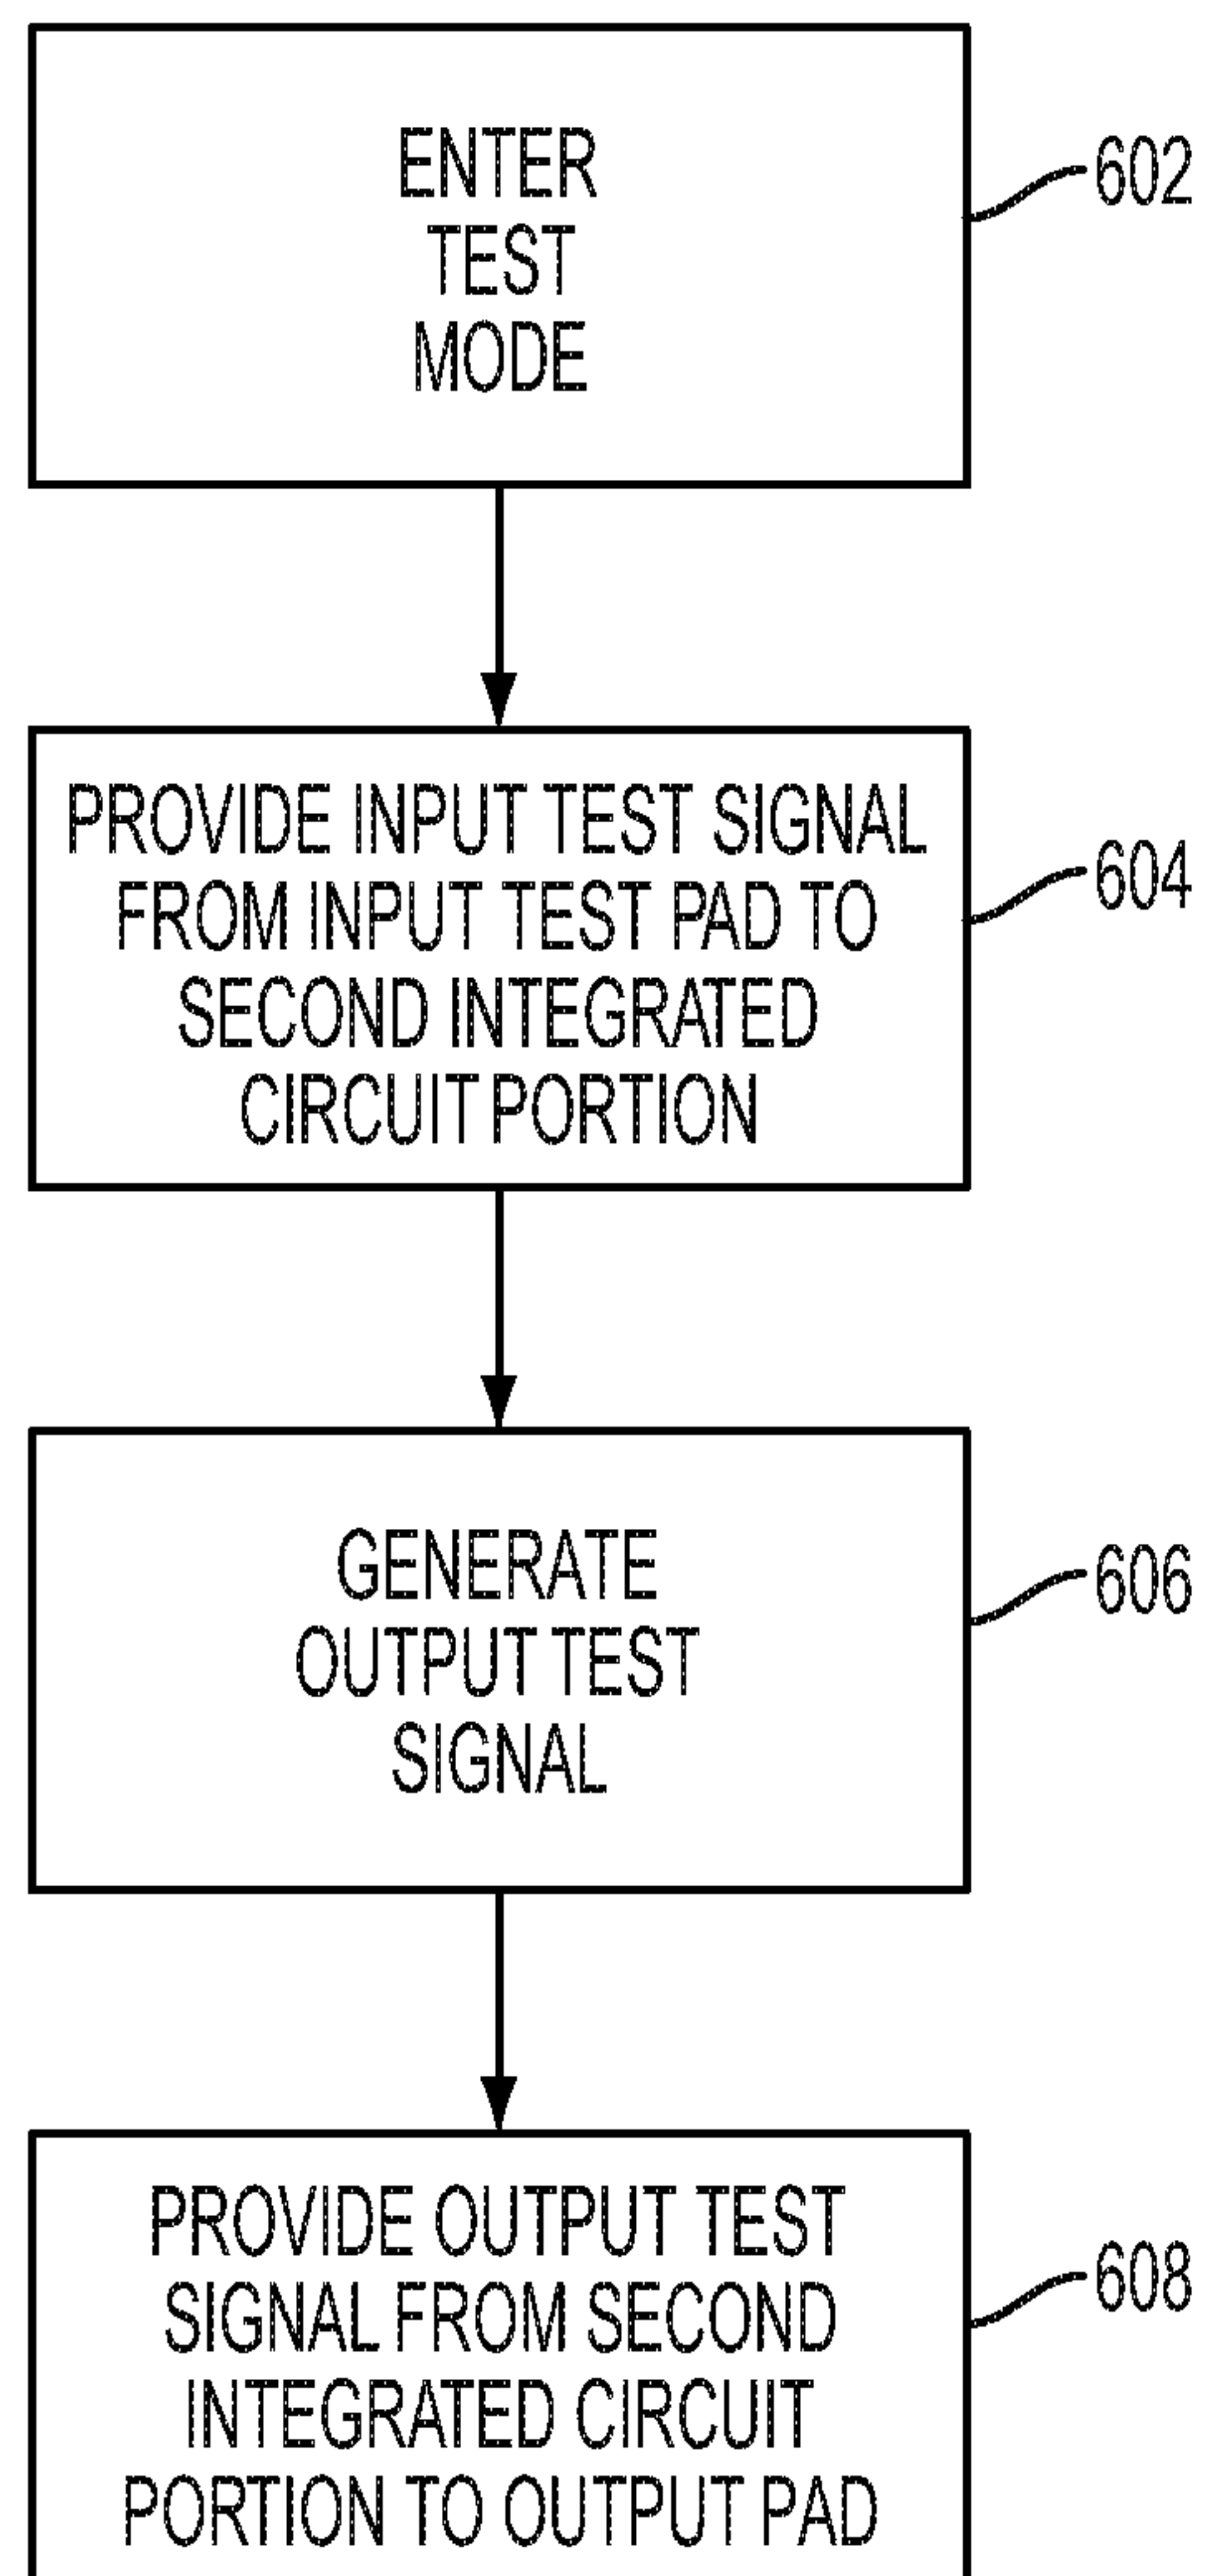 ENTER
TEST
MODE
602
PROVIDE INPUT TEST SIGNAL
FROM INPUT TEST PAD TO
SECOND INTEGRATED
CIRCUIT PORTION
604
GENERATE
OUTPUT TEST
SIGNAL
606
PROVIDE OUTPUT TEST
SIGNAL FROM SECOND
INTEGRATED CIRCUIT
PORTION TO OUTPUT PAD
608